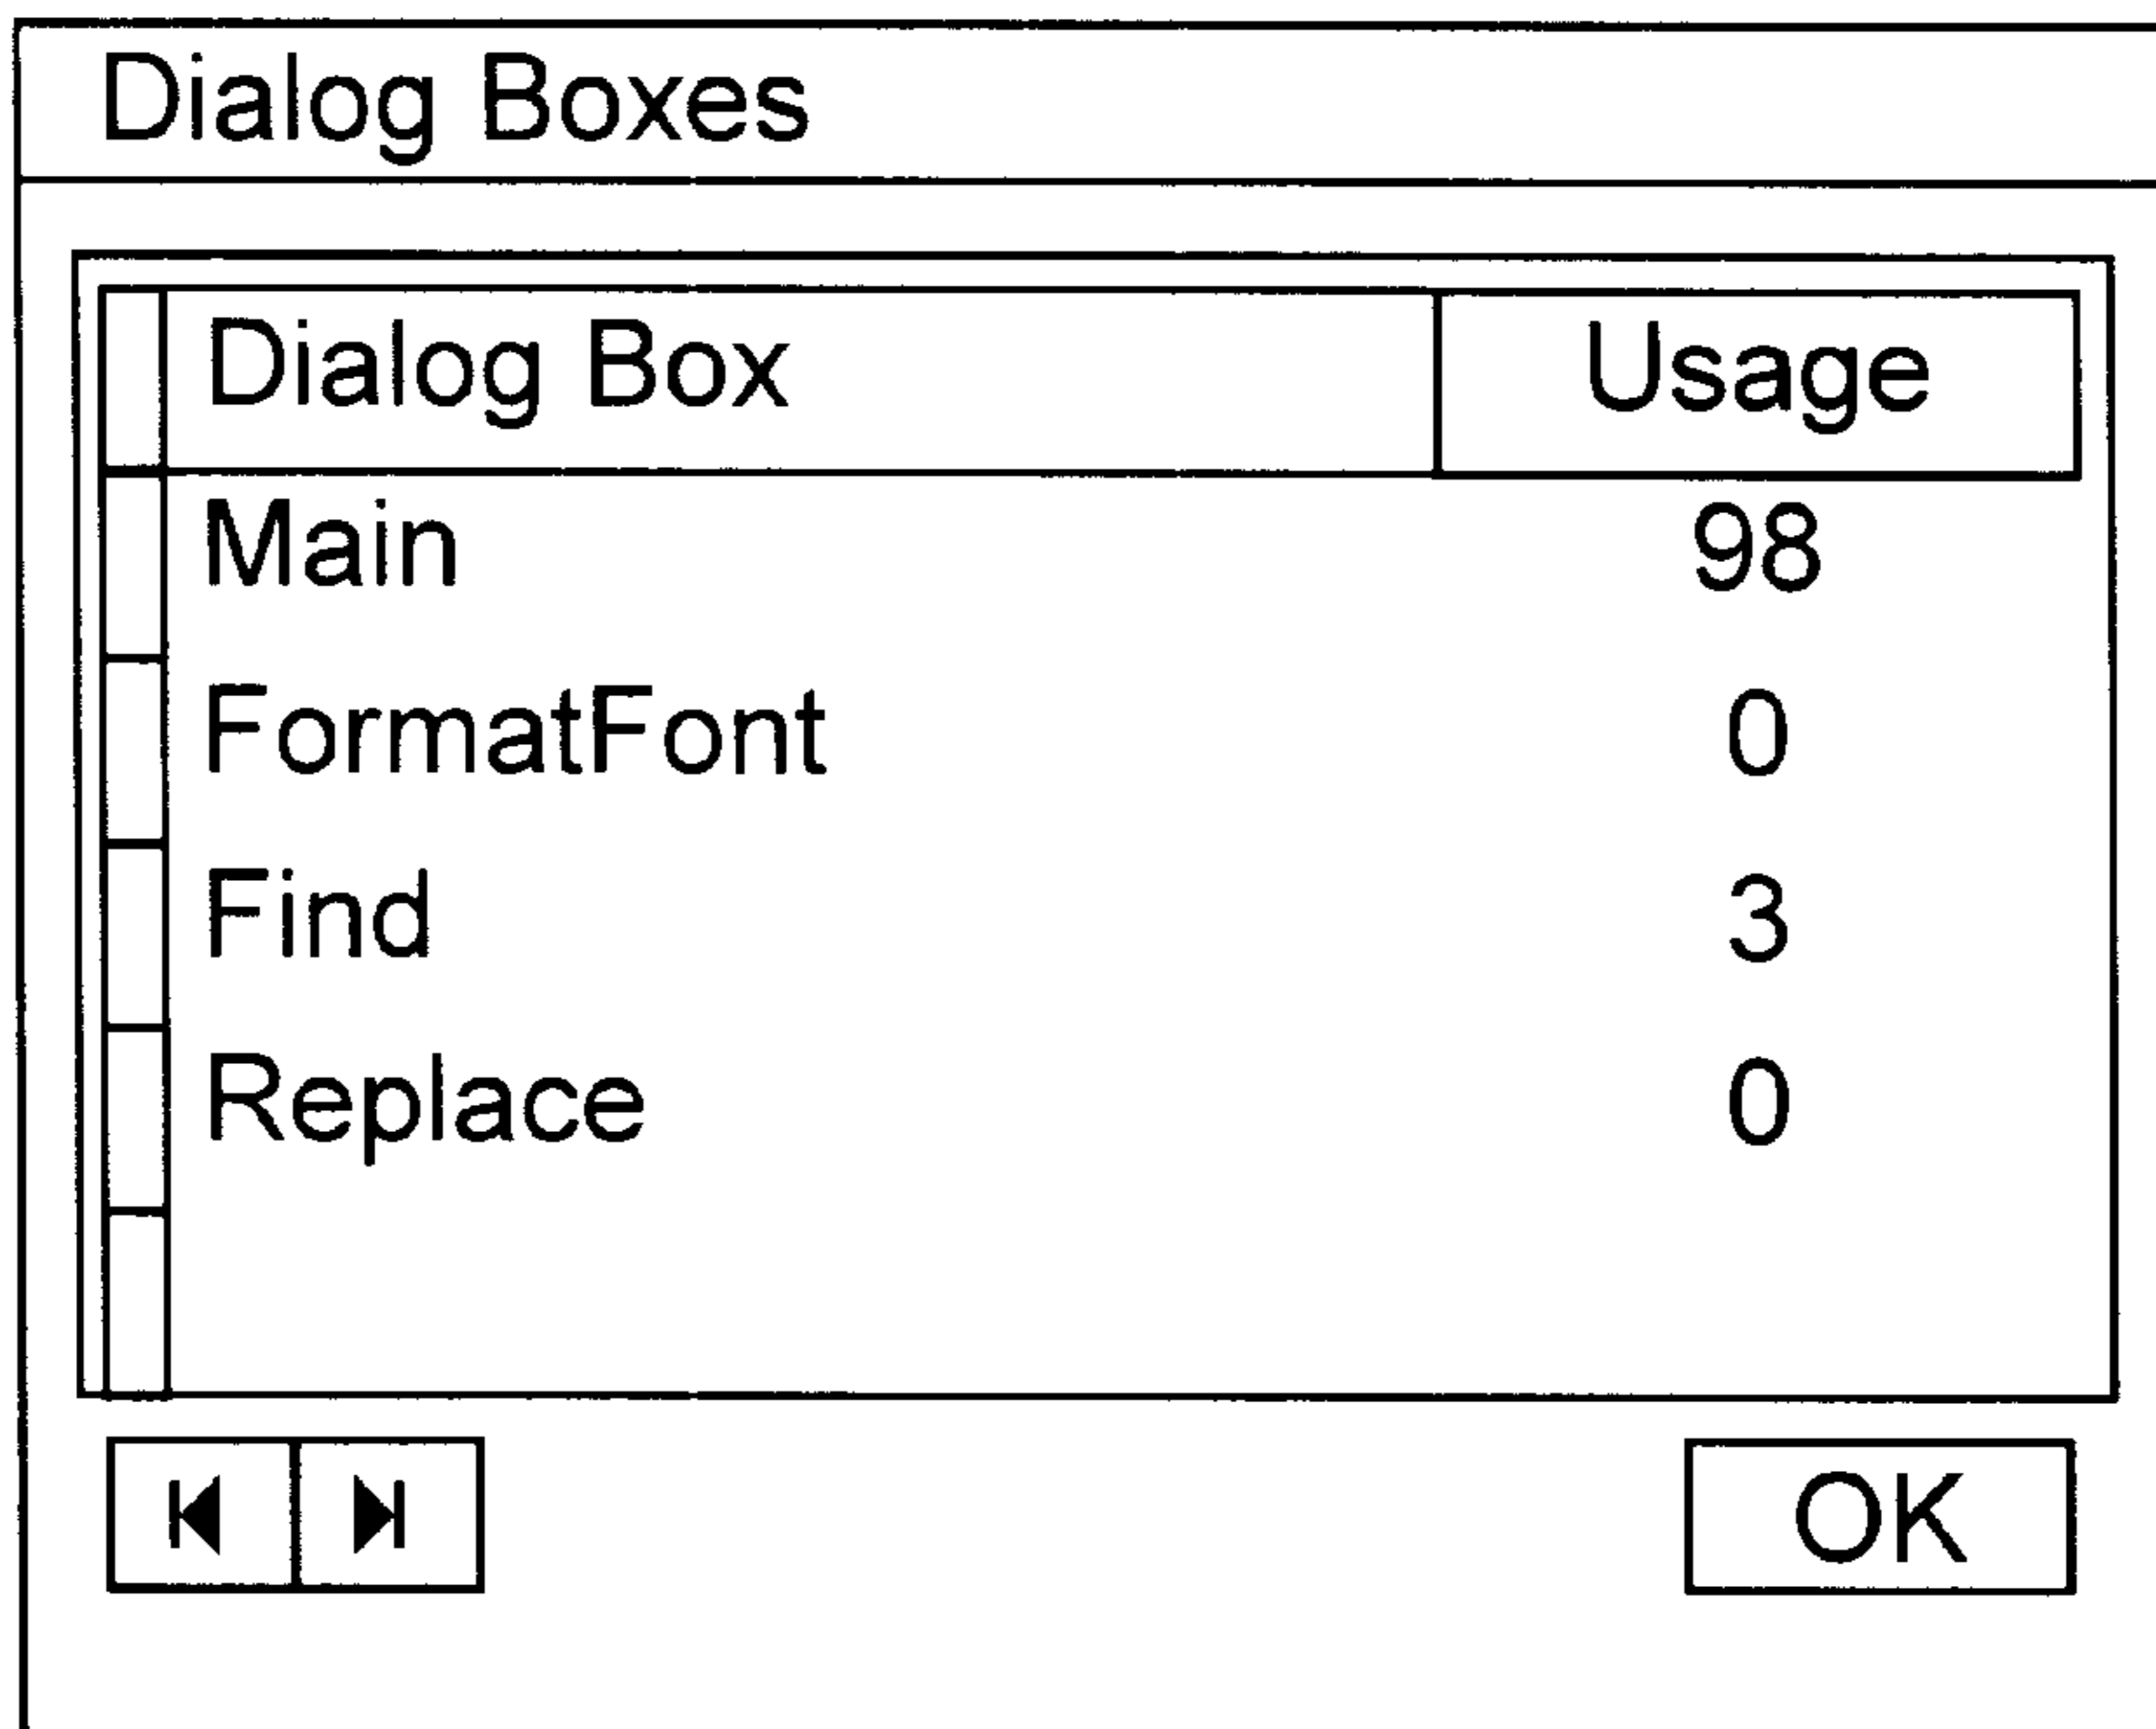 Dialog Boxes
Dialog Box Usage
Main 98
FormatFont 0
Find 3
Replace 0
OK